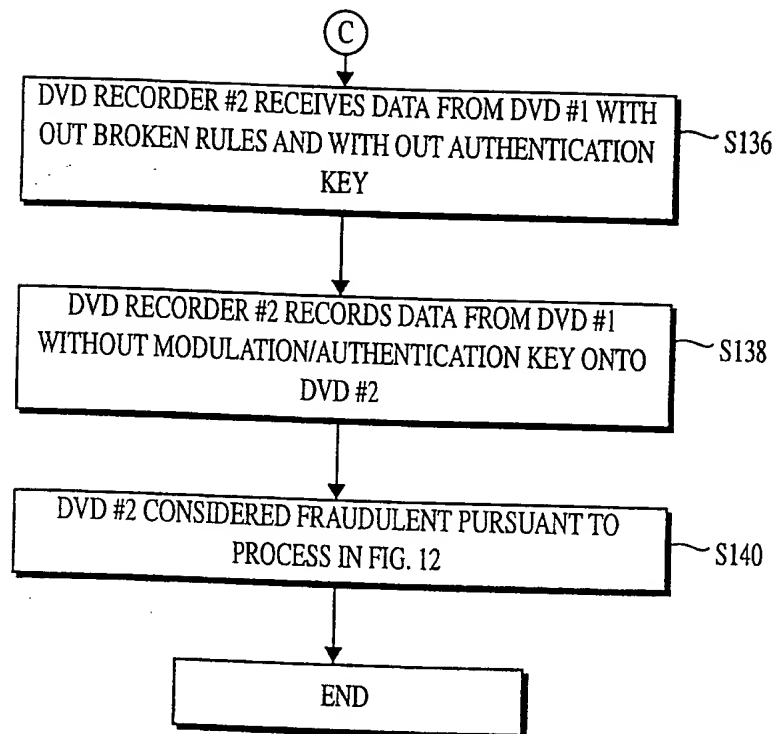 C
DVD RECORDER #2 RECEIVES DATA FROM DVD #1 WITH
OUT BROKEN RULES AND WITH OUT AUTHENTICATION
KEY
S136
DVD RECORDER #2 RECORDS DATA FROM DVD #1
WITHOUT MODULATION/AUTHENTICATION KEY ONTO
DVD #2
S138
DVD #2 CONSIDERED FRAUDULENT PURSUANT TO
PROCESS IN FIG. 12
S140
END